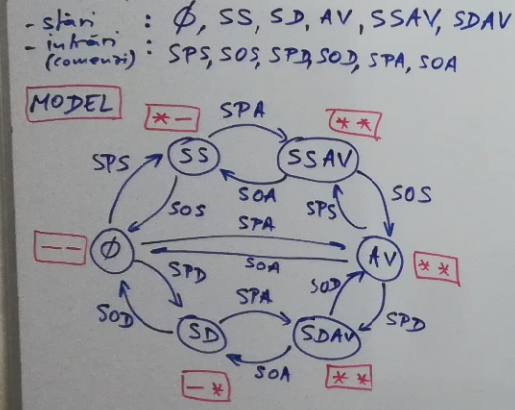 - stări : Ø, SS, SD, AV, SSAV, SDAV
- intrări : SPS, SOS, SPD, SOD, SPA, SOA
(comenzi)
MODEL
* -
SPA
* *
SS
SSAV
SPS
SOS
SOA
SPS
SOS
SPA
- -
Ø
AV
* *
SOA
SPD
SOD
SOD
SPA
SPD
SD
SDAV
SOA
- *
* *